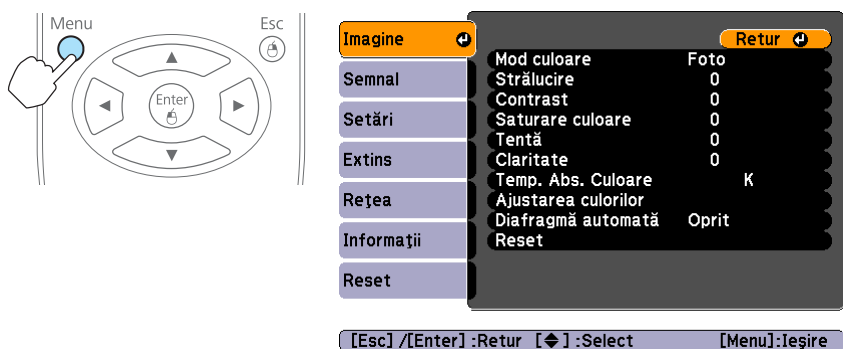 Menu
Esc
Enter
Imagine
Semnal
Setări
Extins
Reţea
Informaţii
Reset
Retur
Mod culoare Foto
Strălucire 0
Contrast 0
Saturare culoare 0
Tentă 0
Claritate 0
Temp. Abs. Culoare K
Ajustarea culorilor
Diafragmă automată Oprit
Reset
[Esc] /[Enter] :Retur [◆] :Select [Menu]:Ieşire